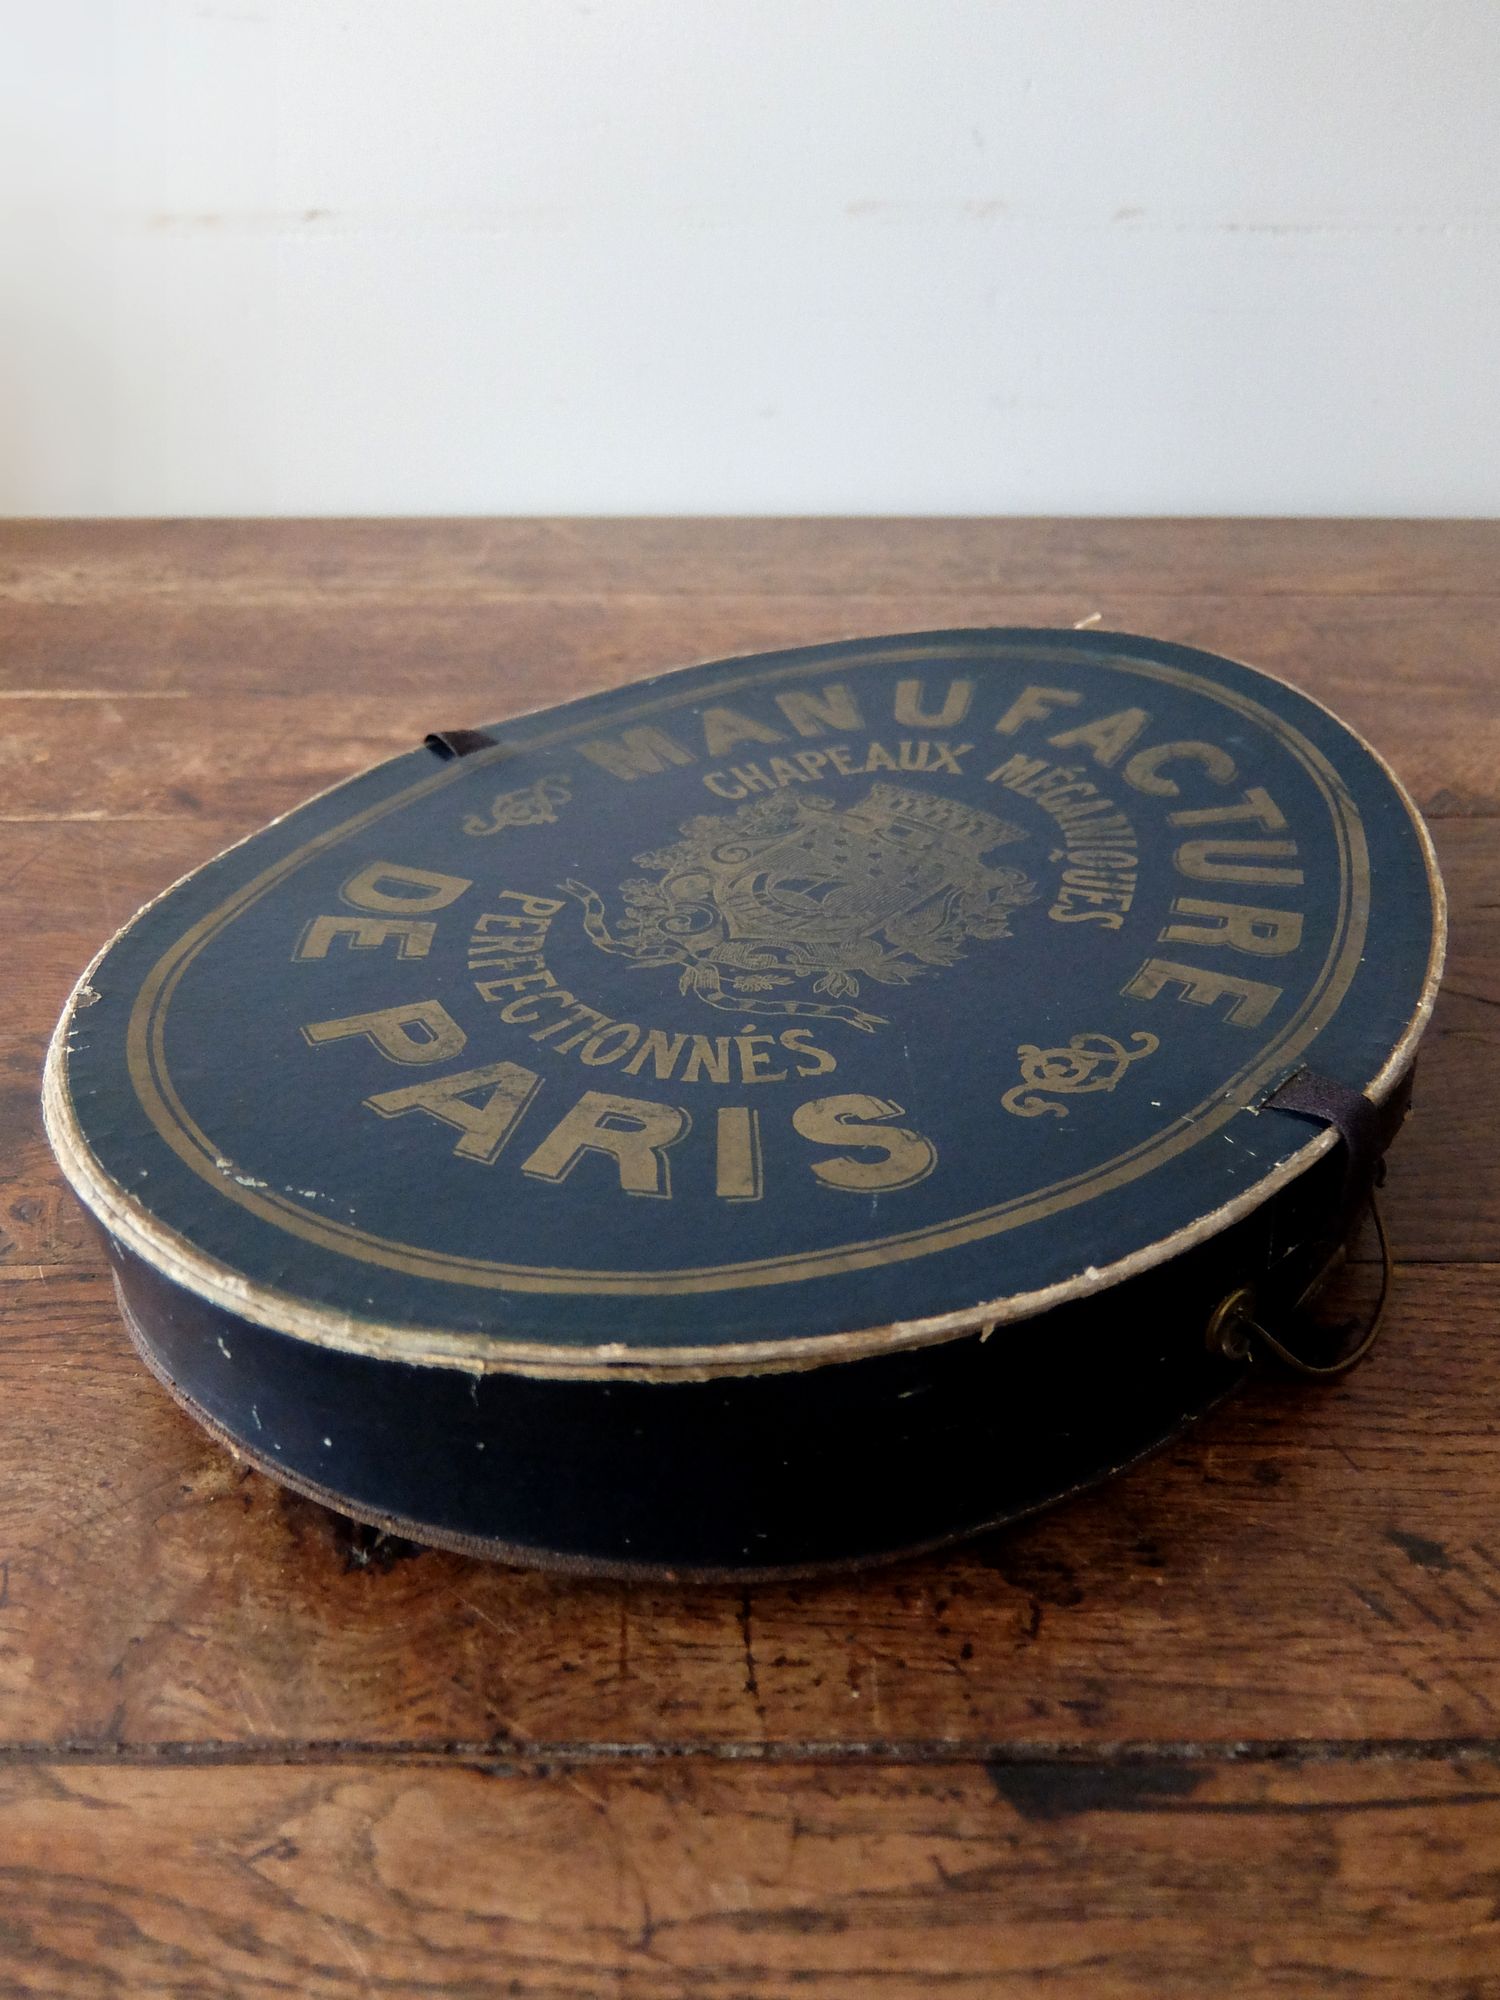 MANUFACTURE
CHAPEAUX MÉCANIQUES
PERFECTIONNÉS
DE PARIS